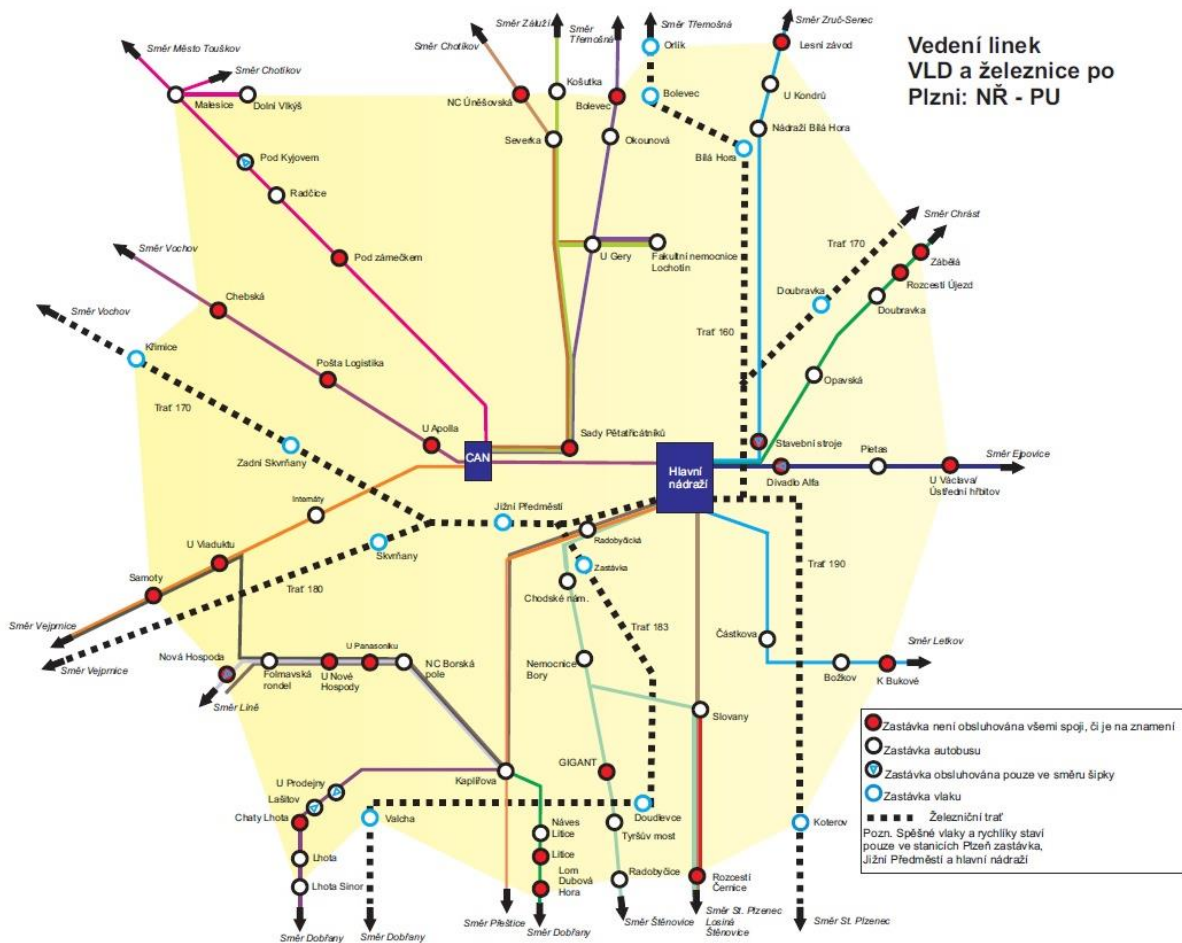 Vedení linek
VLD a železnice po
Plzni: NŘ - PU
Směr Město Touškov
Směr Chotíkov
Malesice
Dolní Vlkýš
Pod Kyjovem
Radčice
Pod zámečkem
Směr Chotíkov
NC Úněšovská
Směr Záluží
Košutka
Severka
Směr
Třemošná
Bolevec
Okounová
U Gery
Fakultní nemocnice
Lochotín
Směr Třemošná
Orlík
Bolevec
Bílá Hora
Směr Zruč-Senec
Lesní závod
U Kondrů
Nádraží Bílá Hora
Směr Chrást
Trať 170
Doubravka
Trať 160
Zábělá
Rozcestí Újezd
Doubravka
Opavská
Stavební stroje
Směr Vochov
Chebská
Pošta Logistika
U Apolla
CAN
Sady Pětatřicátníků
Hlavní
nádraží
Divadlo Alfa
Pietas
U Václava/
Ústřední hřbitov
Směr Ejpovice
Směr Vochov
Křimice
Trať 170
Zadní Skvrňany
Internáty
Jižní Předměstí
Skvrňany
U Viaduktu
Samoty
Trať 180
Směr Vejprnice
Směr Vejprnice
Radobyčická
Zastávka
Chodské nám.
Trať 183
Trať 190
Nemocnice
Bory
Částkova
Směr Letkov
Božkov
K Bukové
Slovany
Nová Hospoda
Směr Líně
Folmavská
rondel
U Nové
Hospody
U Panasoniku
NC Borská
pole
Kaplířova
GIGANT
U Prodejny
Lašitov
Chaty Lhota
Lhota
Lhota Sinor
Valcha
Doudlevce
Náves
Litice
Litice
Lom
Dubová
Hora
Tyršův most
Radobyčice
Rozcestí
Černice
Koterov
Směr Dobřany
Směr Dobřany
Směr Přeštice
Směr Dobřany
Směr Štěnovice
Směr St. Plzenec
Losiná
Štěnovice
Směr St. Plzenec
Zastávka není obsluhována všemi spoji, či je na znamení
Zastávka autobusu
Zastávka obsluhována pouze ve směru šipky
Zastávka vlaku
Železniční trať
Pozn. Spěšné vlaky a rychlíky staví
pouze ve stanicích Plzeň zastávka,
Jižní Předměstí a hlavní nádraží